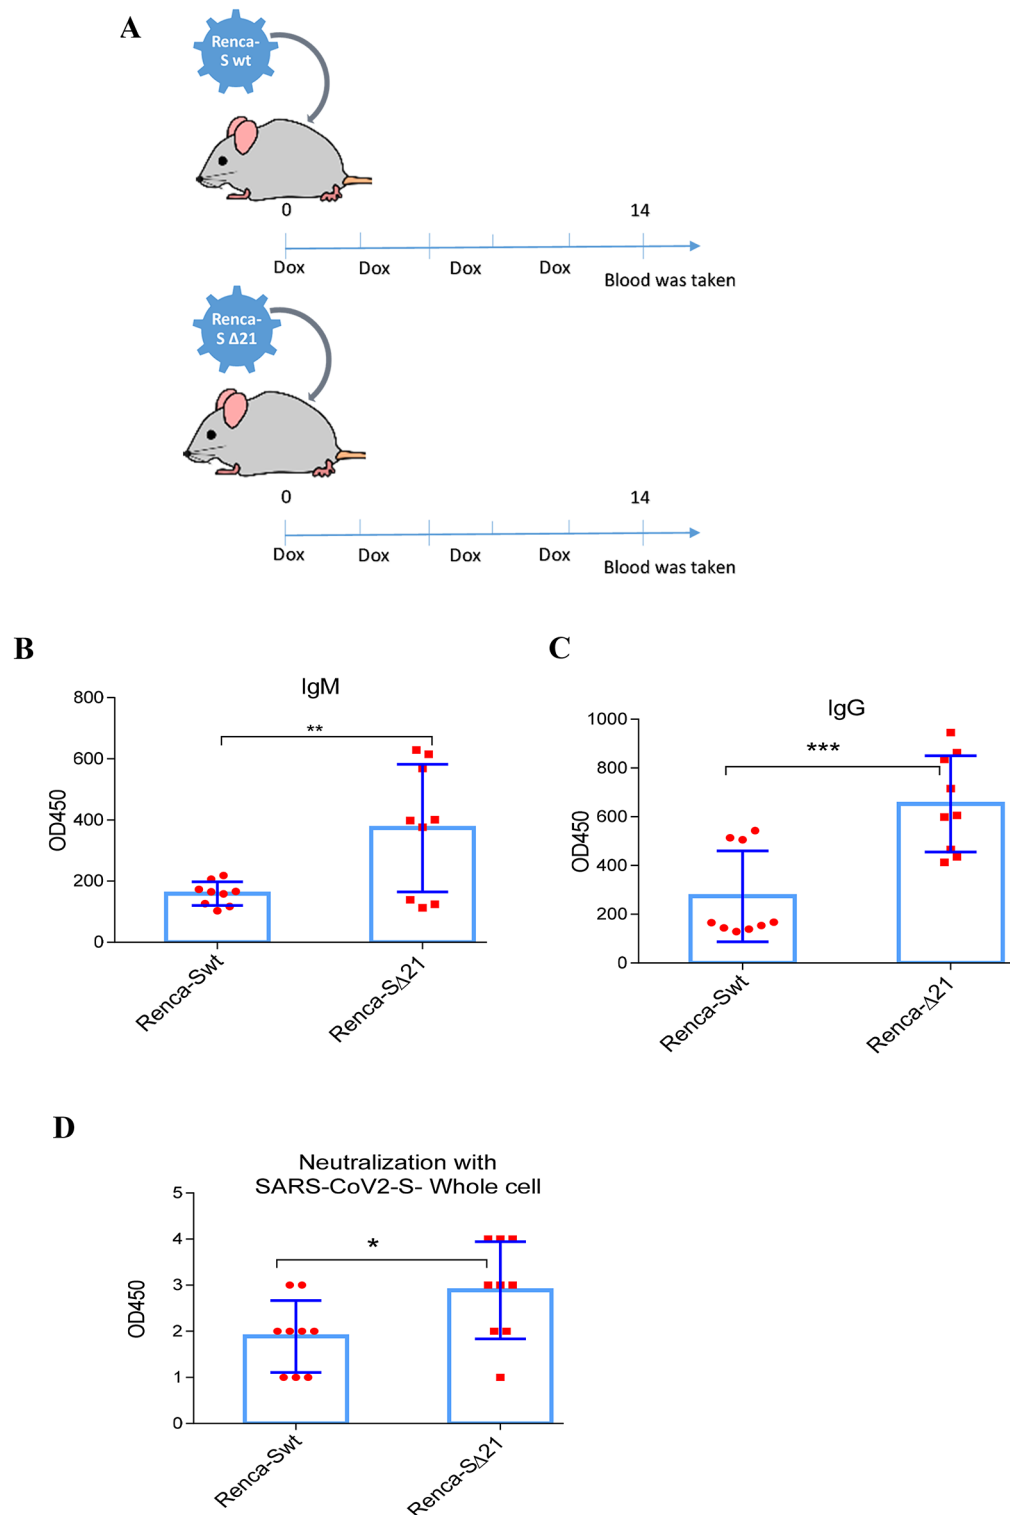 A
Renca-
S wt
0 14
Dox Dox Dox Dox
Blood was taken
Renca-
S Δ21
0 14
Dox Dox Dox Dox
Blood was taken
B
IgM
800
600
400
200
0
OD450
**
Renca-Swt
Renca-SΔ21
C
IgG
1000
800
600
400
200
0
OD450
***
Renca-Swt
Renca-Δ21
D
Neutralization with
SARS-CoV2-S- Whole cell
5
4
3
2
1
0
OD450
*
Renca-Swt
Renca-SΔ21